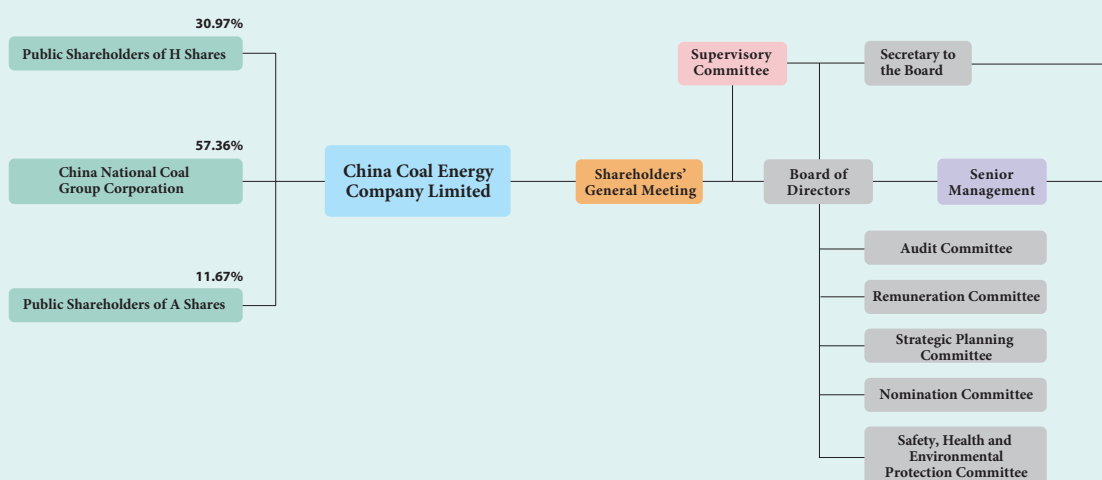 30.97%
Public Shareholders of H Shares
57.36%
China National Coal
Group Corporation
11.67%
Public Shareholders of A Shares
China Coal Energy
Company Limited
Shareholders’
General Meeting
Supervisory
Committee
Secretary to
the Board
Board of
Directors
Senior
Management
Audit Committee
Remuneration Committee
Strategic Planning
Committee
Nomination Committee
Safety, Health and
Environmental
Protection Committee